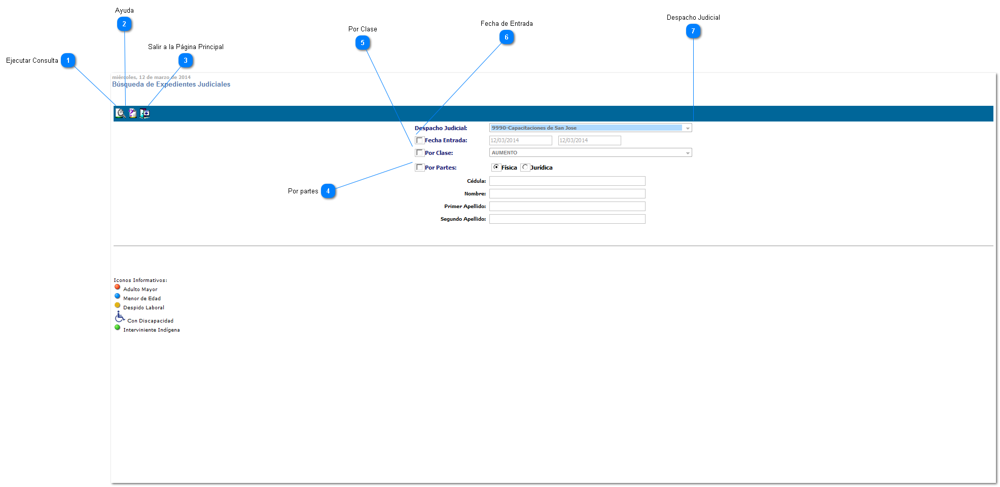 Ayuda
2
Despacho Judicial
7
Fecha de Entrada
6
Por Clase
5
Salir a la Página Principal
3
Ejecutar Consulta 1
miércoles, 12 de marzo de 2014
Búsqueda de Expedientes Judiciales
Despacho Judicial: 9990-Capacitaciones de San Jose
Fecha Entrada: 12/03/2014 12/03/2014
Por Clase: AUMENTO
Por Partes: Física Jurídica
Cédula:
Por partes 4
Nombre:
Primer Apellido:
Segundo Apellido:
Iconos Informativos:
Adulto Mayor
Menor de Edad
Despido Laboral
Con Discapacidad
Interviniente Indígena